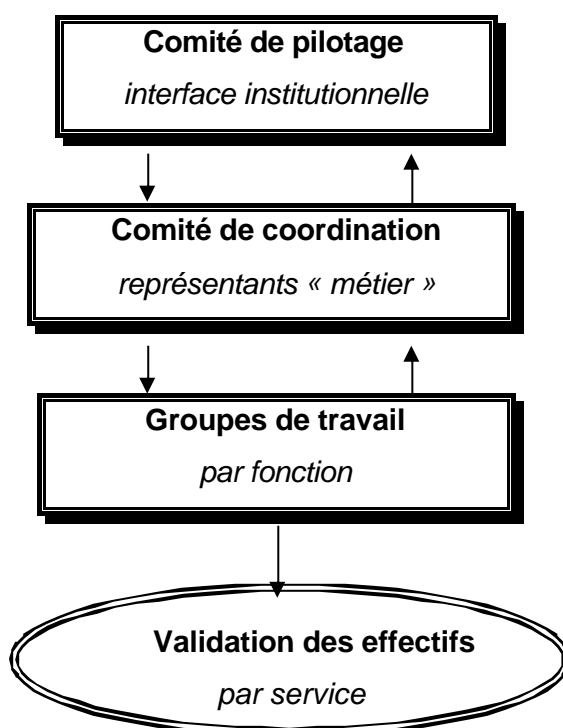 Comité de pilotage
interface institutionnelle
Comité de coordination
représentants « métier »
Groupes de travail
par fonction
Validation des effectifs
par service